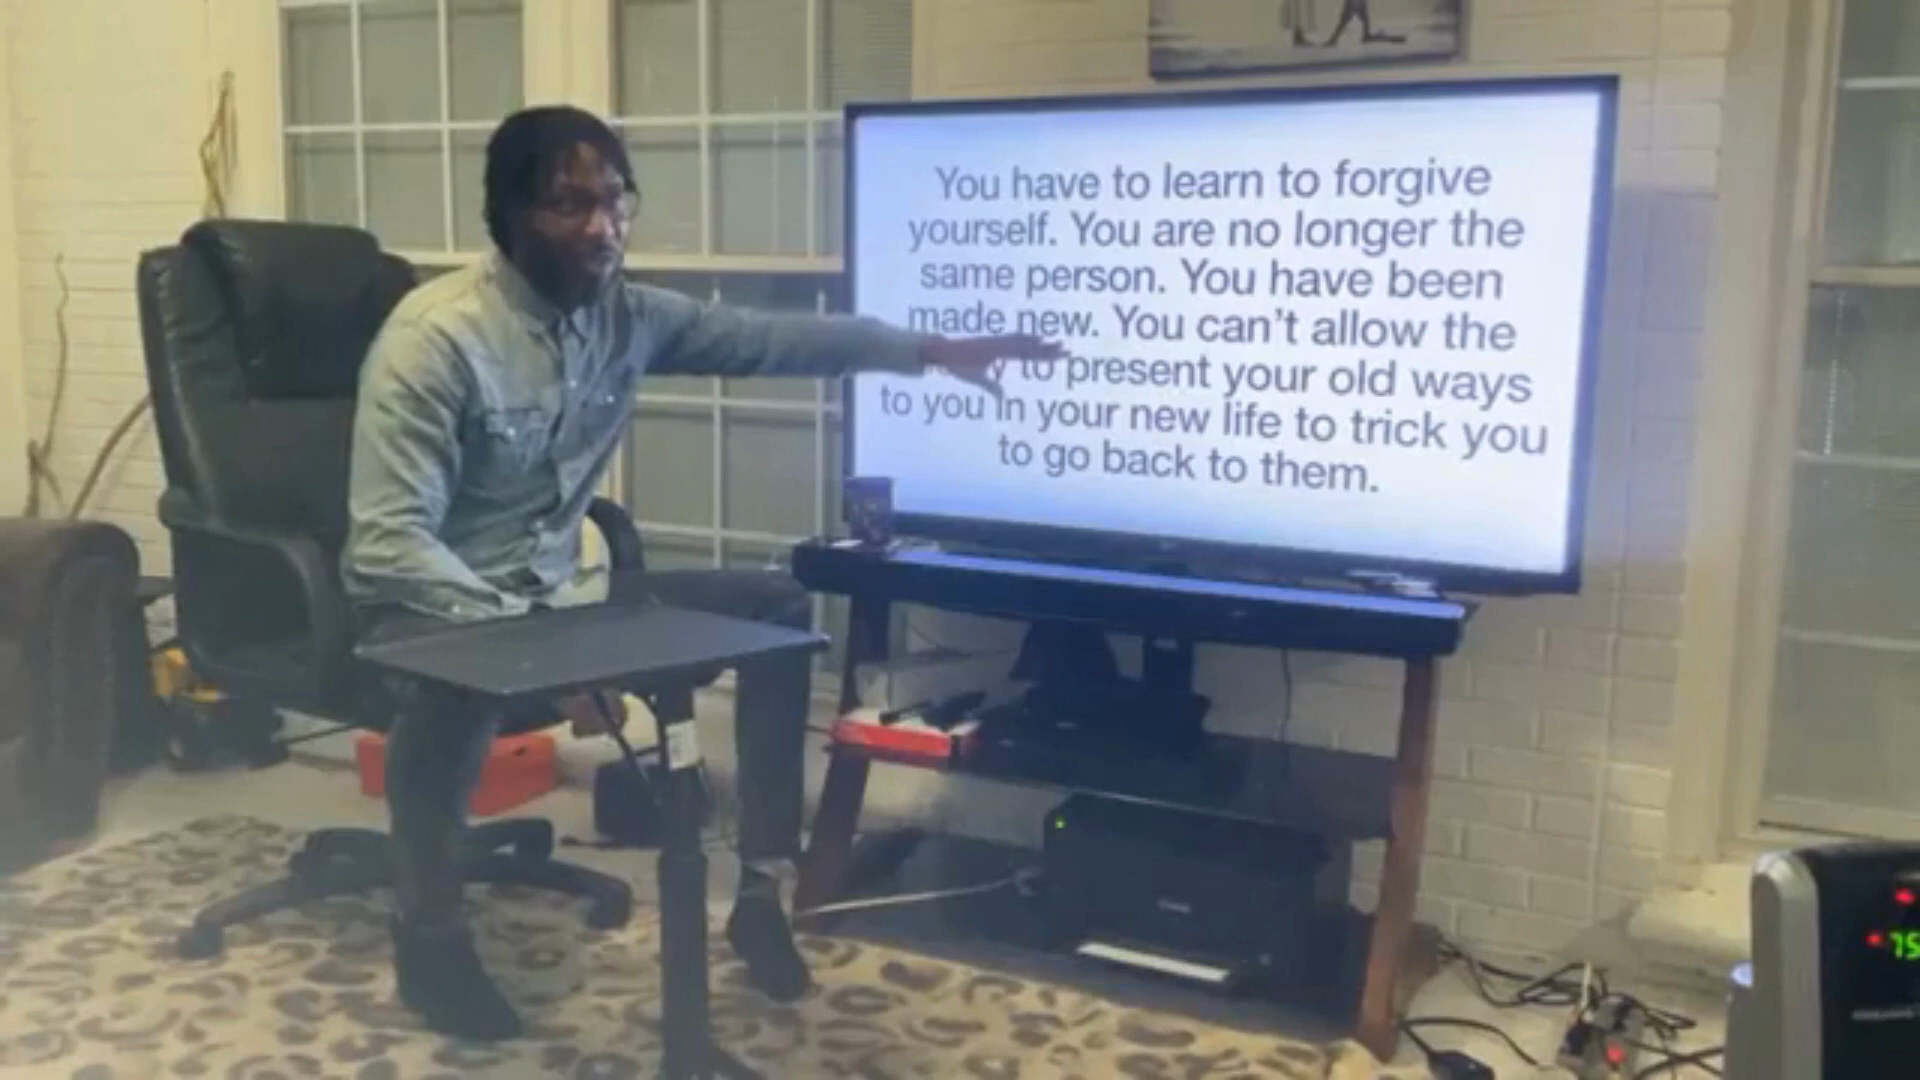 You have to learn to forgive
yourself. You are no longer the
same person. You have been
made new. You can't allow the
to present your old ways
to you in your new life to trick you
to go back to them.
75